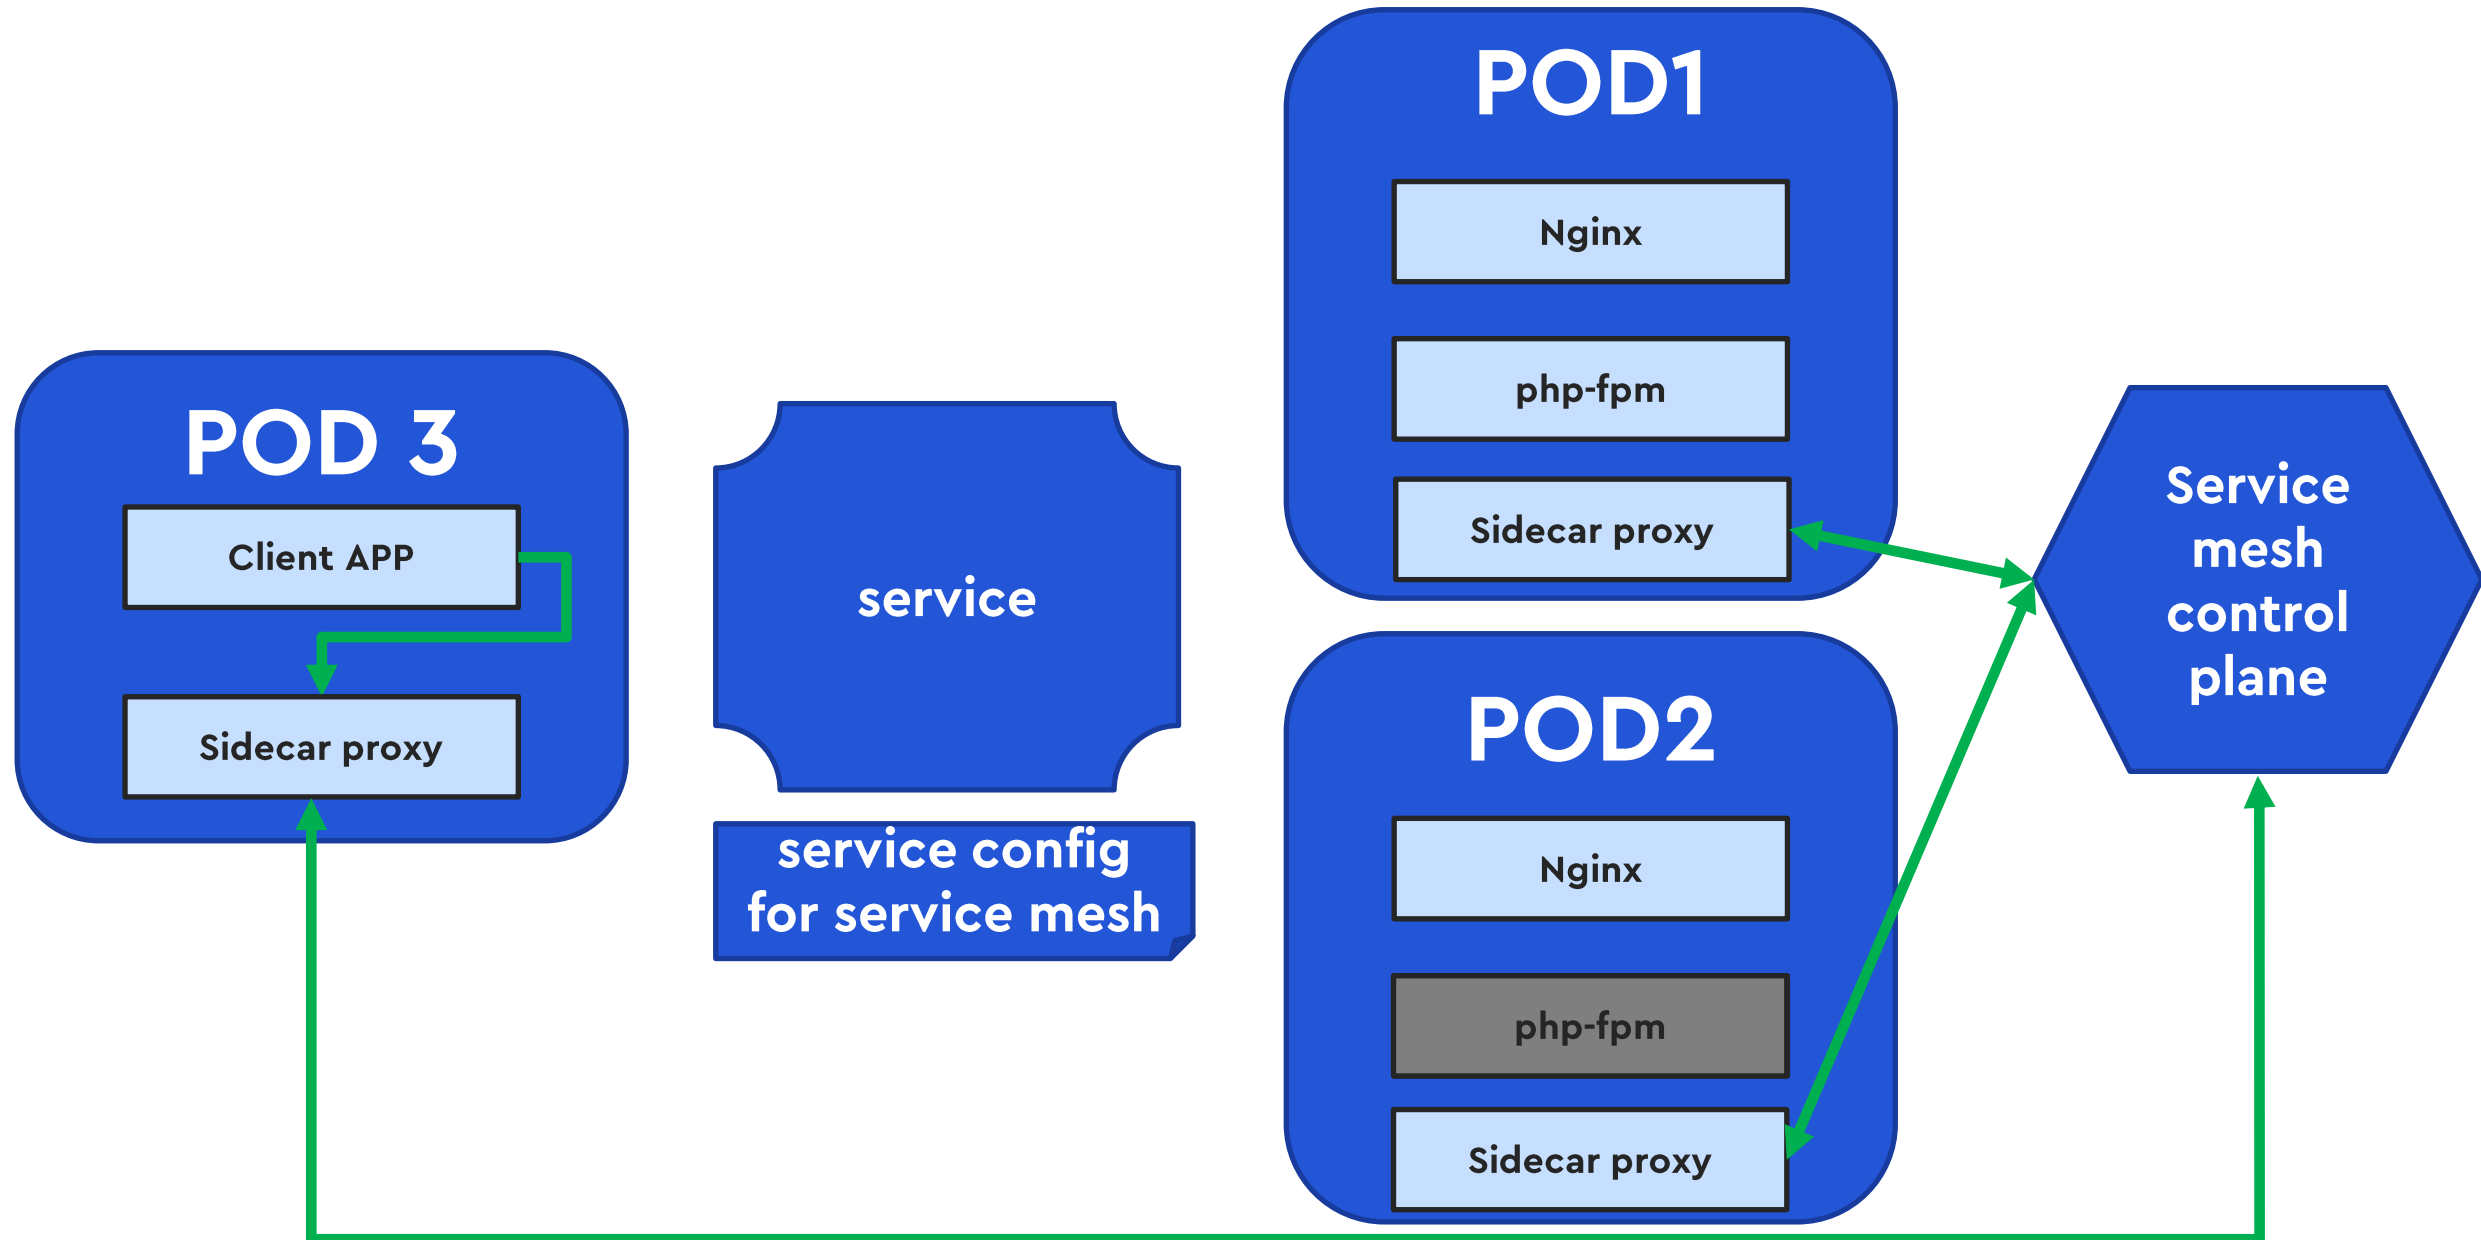 POD 3
Client APP
Sidecar proxy
service
service config
for service mesh
POD1
Nginx
php-fpm
Sidecar proxy
POD2
Nginx
php-fpm
Sidecar proxy
Service
mesh
control
plane